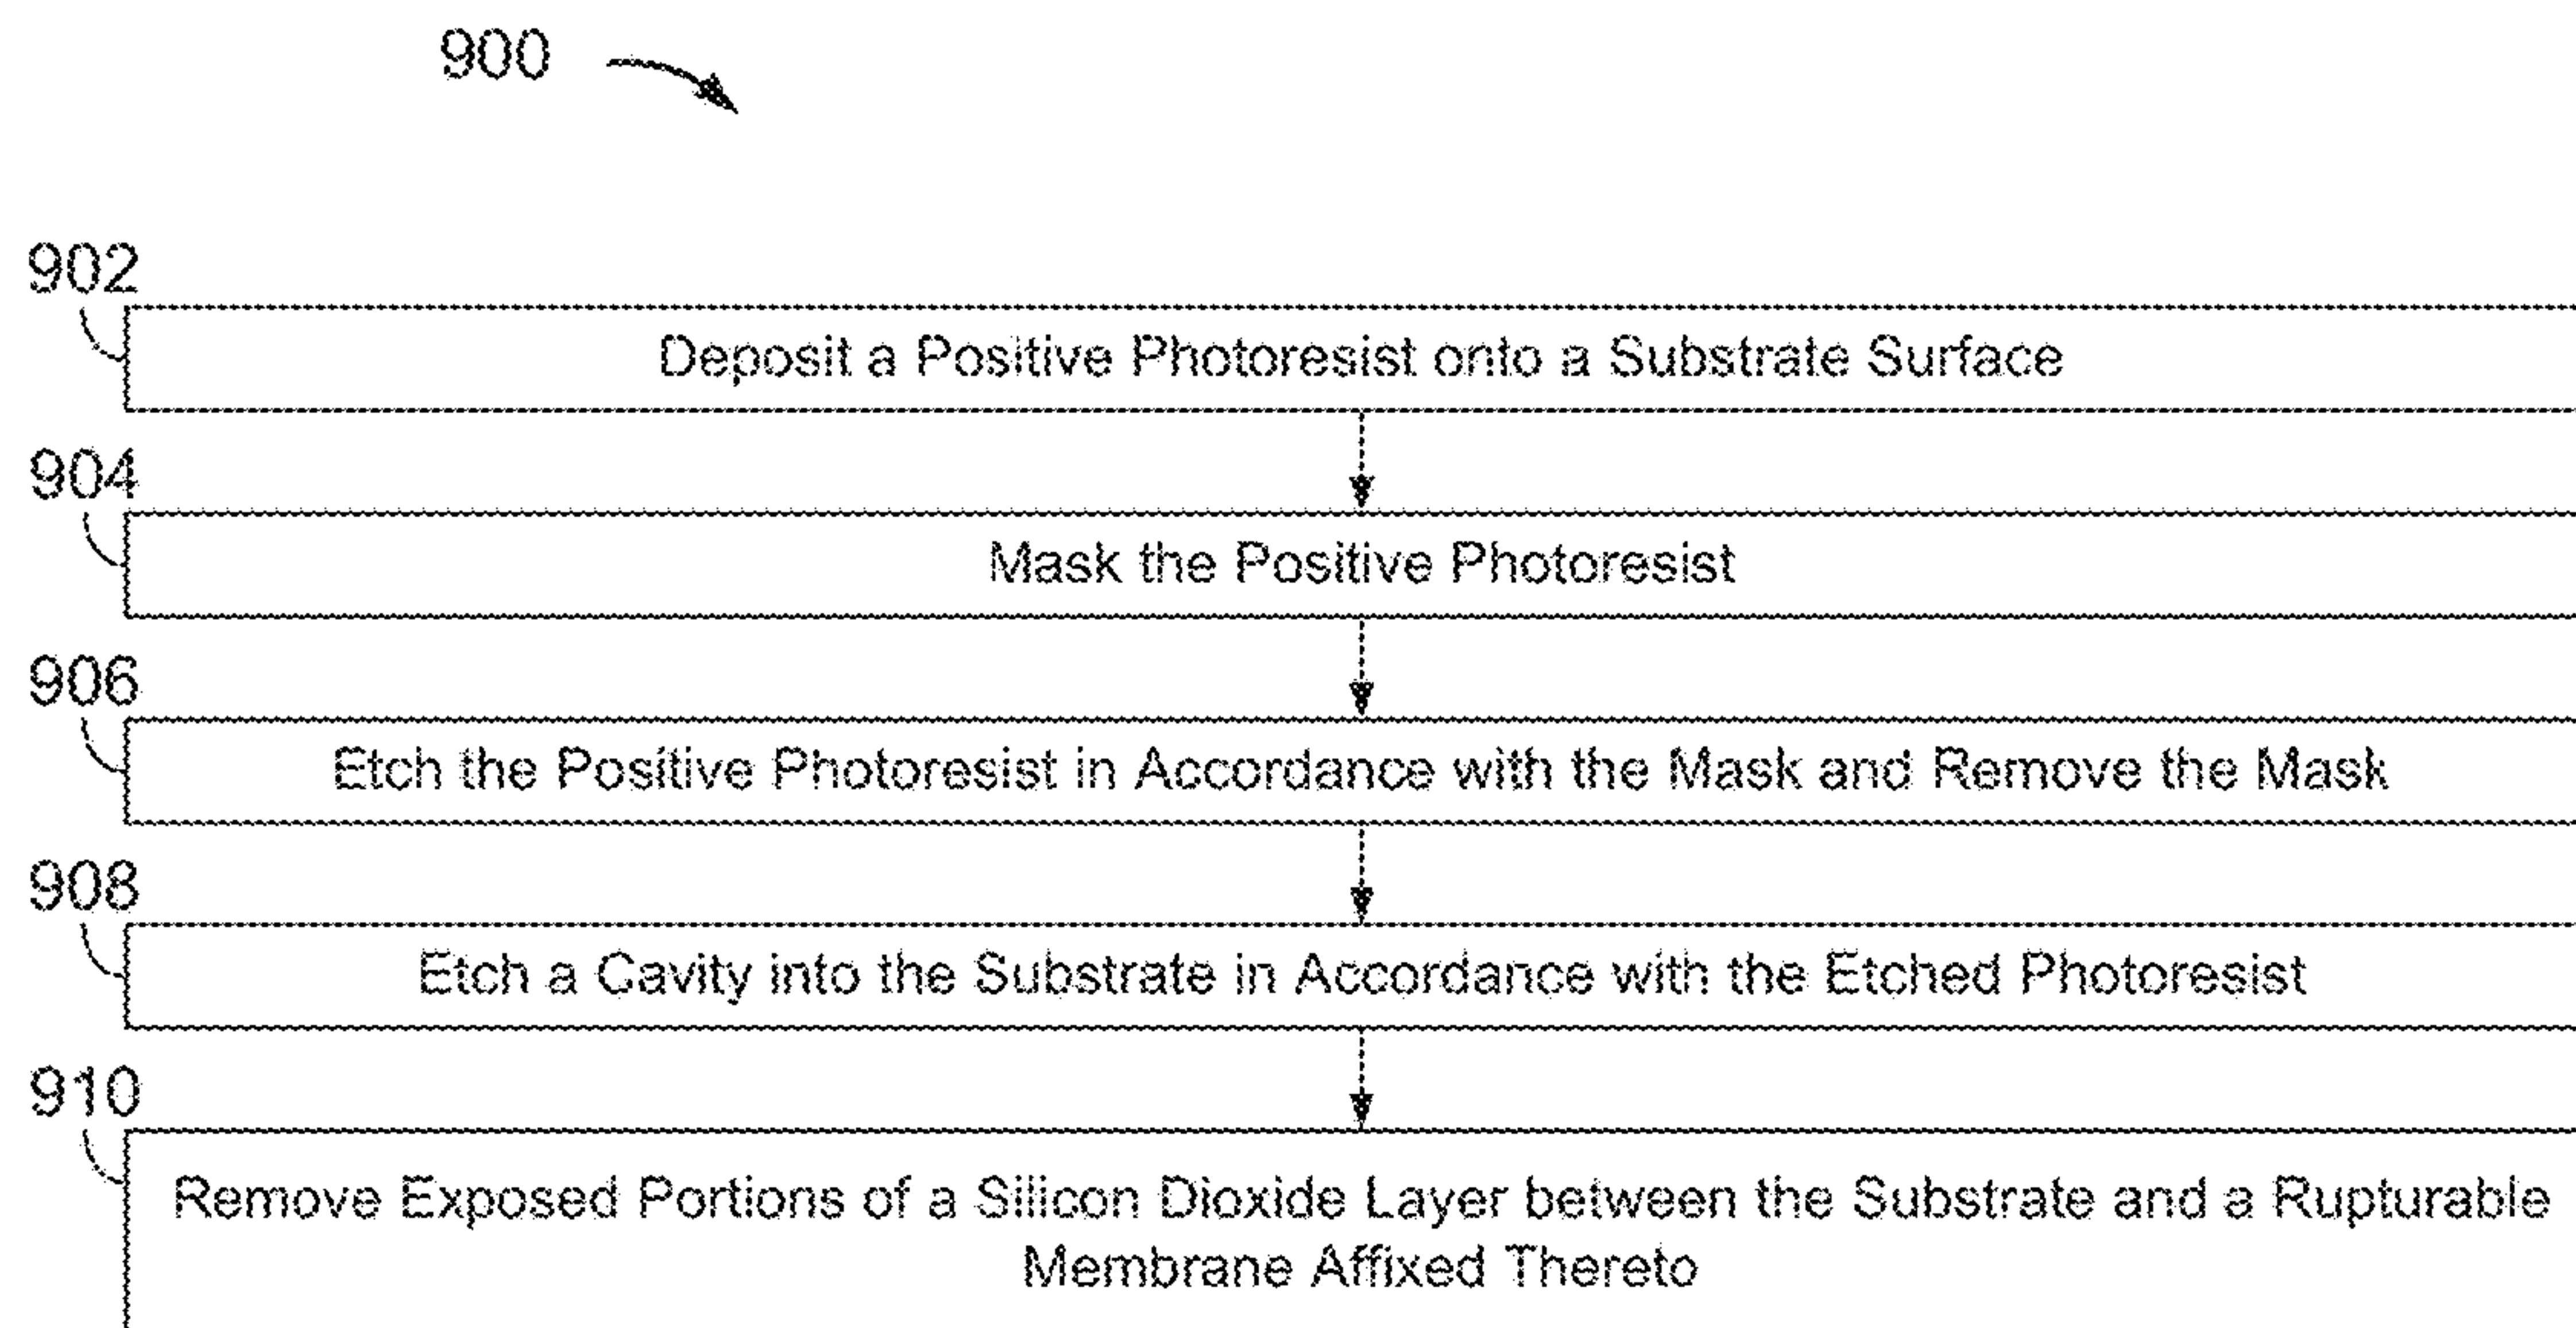 900
902
Deposit a Positive Photoresist onto a Substrate Surface
904
Mask the Positive Photoresist
906
Etch the Positive Photoresist in Accordance with the Mask and Remove the Mask
908
Etch a Cavity into the Substrate in Accordance with the Etched Photoresist
910
Remove Exposed Portions of a Silicon Dioxide Layer between the Substrate and a Rupturable
Membrane Affixed Thereto